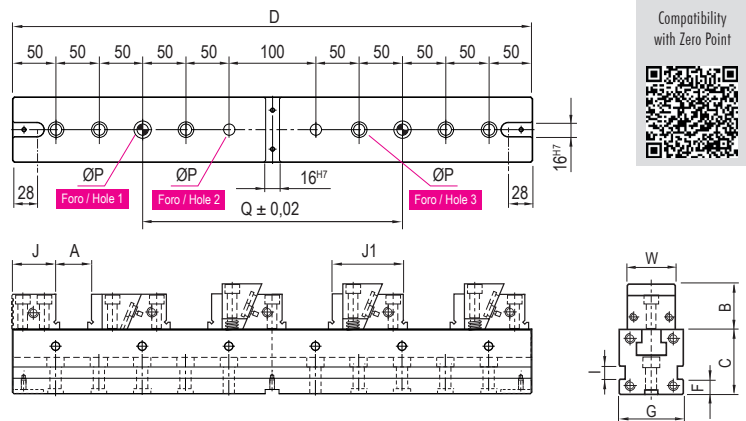 D
50 50 50 50 50 100 50 50 50 50 50
Compatibility
with Zero Point
28
ØP
Foro / Hole 1
ØP
Foro / Hole 2
16H7
ØP
Foro / Hole 3
28
16H7
Q ± 0,02
J
A
J1
W
B
C
I
F
G